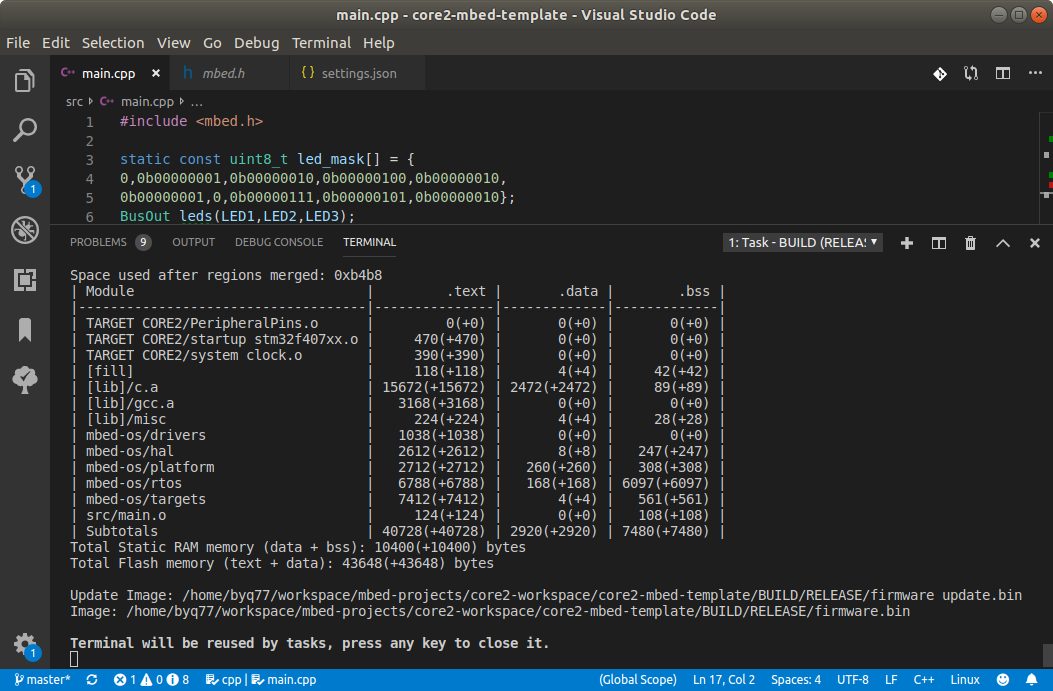 main.cpp - core2-mbed-template - Visual Studio Code
File Edit Selection View Go Debug Terminal Help
main.cpp mbed.h {} settings.json
src main.cpp ...
1 #include <mbed.h>
2
3 static const uint8_t led_mask[] = {
4 0,0b00000001,0b00000010,0b00000100,0b00000010,
5 0b00000001,0,0b00000111,0b00000101,0b00000010};
6 BusOut leds(LED1,LED2,LED3);
PROBLEMS 9 OUTPUT DEBUG CONSOLE TERMINAL 1: Task - BUILD (RELEA
Space used after regions merged: 0xb4b8
| Module | .text | .data | .bss |
|------------------------------------|---------------|-------------|-------------|
| TARGET CORE2/PeripheralPins.o | 0(+0) | 0(+0) | 0(+0) |
| TARGET CORE2/startup stm32f407xx.o | 470(+470) | 0(+0) | 0(+0) |
| TARGET CORE2/system clock.o | 390(+390) | 0(+0) | 0(+0) |
| [fill] | 118(+118) | 4(+4) | 42(+42) |
| [lib]/c.a | 15672(+15672) | 2472(+2472) | 89(+89) |
| [lib]/gcc.a | 3168(+3168) | 0(+0) | 0(+0) |
| [lib]/misc | 224(+224) | 4(+4) | 28(+28) |
| mbed-os/drivers | 1038(+1038) | 0(+0) | 0(+0) |
| mbed-os/hal | 2612(+2612) | 8(+8) | 247(+247) |
| mbed-os/platform | 2712(+2712) | 260(+260) | 308(+308) |
| mbed-os/rtos | 6788(+6788) | 168(+168) | 6097(+6097) |
| mbed-os/targets | 7412(+7412) | 4(+4) | 561(+561) |
| src/main.o | 124(+124) | 0(+0) | 108(+108) |
| Subtotals | 40728(+40728) | 2920(+2920) | 7480(+7480) |
Total Static RAM memory (data + bss): 10400(+10400) bytes
Total Flash memory (text + data): 43648(+43648) bytes
Update Image: /home/byq77/workspace/mbed-projects/core2-workspace/core2-mbed-template/BUILD/RELEASE/firmware update.bin
Image: /home/byq77/workspace/mbed-projects/core2-workspace/core2-mbed-template/BUILD/RELEASE/firmware.bin
Terminal will be reused by tasks, press any key to close it.
1
1
master* 1 0 8 cpp | main.cpp (Global Scope) Ln 17, Col 2 Spaces: 4 UTF-8 LF C++ Linux